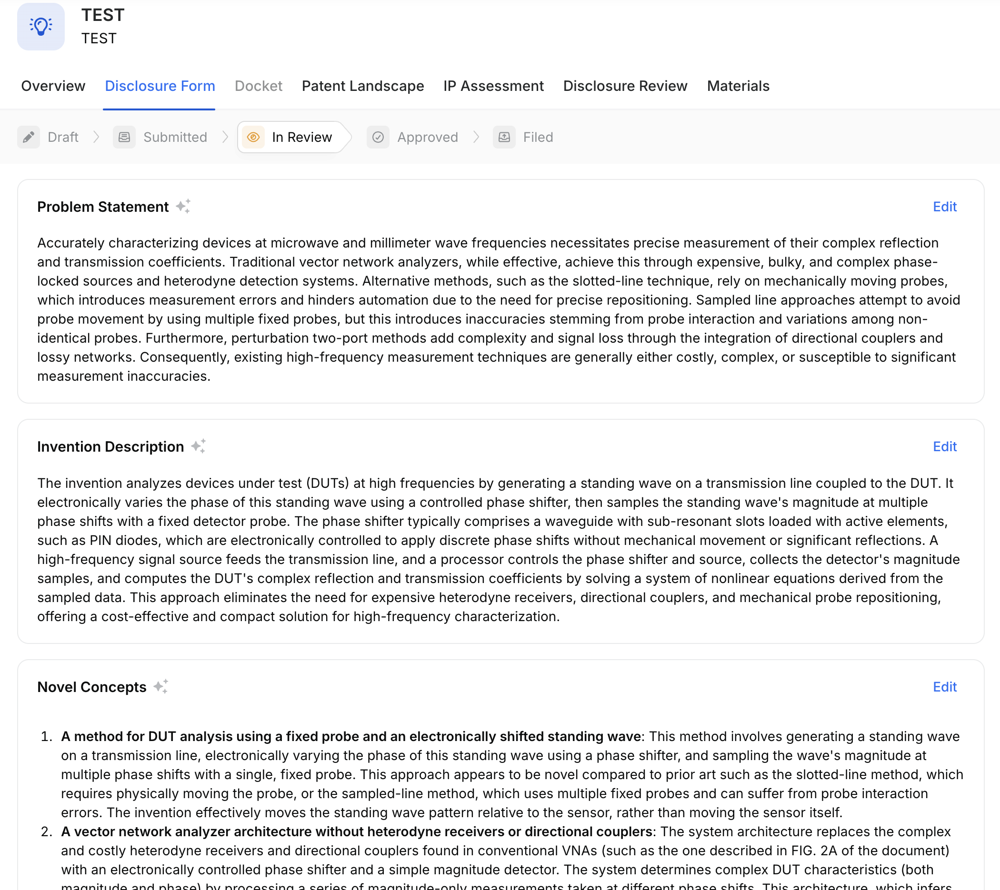 TEST
TEST
Overview Disclosure Form Docket Patent Landscape IP Assessment Disclosure Review Materials
Draft Submitted In Review Approved Filed
Problem Statement Edit
Accurately characterizing devices at microwave and millimeter wave frequencies necessitates precise measurement of their complex reflection
and transmission coefficients. Traditional vector network analyzers, while effective, achieve this through expensive, bulky, and complex phase-
locked sources and heterodyne detection systems. Alternative methods, such as the slotted-line technique, rely on mechanically moving probes,
which introduces measurement errors and hinders automation due to the need for precise repositioning. Sampled line approaches attempt to avoid
probe movement by using multiple fixed probes, but this introduces inaccuracies stemming from probe interaction and variations among non-
identical probes. Furthermore, perturbation two-port methods add complexity and signal loss through the integration of directional couplers and
lossy networks. Consequently, existing high-frequency measurement techniques are generally either costly, complex, or susceptible to significant
measurement inaccuracies.
Invention Description Edit
The invention analyzes devices under test (DUTs) at high frequencies by generating a standing wave on a transmission line coupled to the DUT. It
electronically varies the phase of this standing wave using a controlled phase shifter, then samples the standing wave's magnitude at multiple
phase shifts with a fixed detector probe. The phase shifter typically comprises a waveguide with sub-resonant slots loaded with active elements,
such as PIN diodes, which are electronically controlled to apply discrete phase shifts without mechanical movement or significant reflections. A
high-frequency signal source feeds the transmission line, and a processor controls the phase shifter and source, collects the detector's magnitude
samples, and computes the DUT's complex reflection and transmission coefficients by solving a system of nonlinear equations derived from the
sampled data. This approach eliminates the need for expensive heterodyne receivers, directional couplers, and mechanical probe repositioning,
offering a cost-effective and compact solution for high-frequency characterization.
Novel Concepts Edit
1. A method for DUT analysis using a fixed probe and an electronically shifted standing wave: This method involves generating a standing wave
on a transmission line, electronically varying the phase of this standing wave using a phase shifter, and sampling the wave's magnitude at
multiple phase shifts with a single, fixed probe. This approach appears to be novel compared to prior art such as the slotted-line method, which
requires physically moving the probe, or the sampled-line method, which uses multiple fixed probes and can suffer from probe interaction
errors. The invention effectively moves the standing wave pattern relative to the sensor, rather than moving the sensor itself.
2. A vector network analyzer architecture without heterodyne receivers or directional couplers: The system architecture replaces the complex
and costly heterodyne receivers and directional couplers found in conventional VNAs (such as the one described in FIG. 2A of the document)
with an electronically controlled phase shifter and a simple magnitude detector. The system determines complex DUT characteristics (both
magnitude and phase) by processing a series of magnitude-only measurements taken at different phase shifts. This architecture, which infers